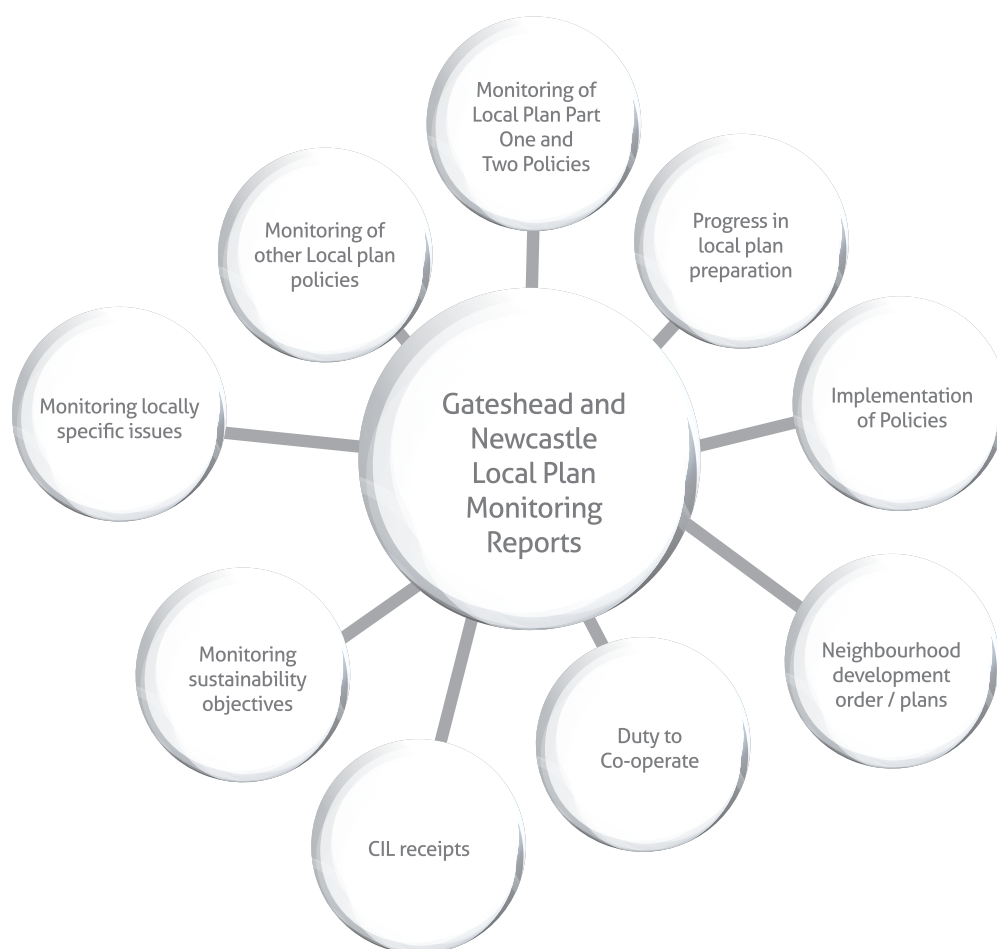 Monitoring of
Local Plan Part
One and
Two Policies
Progress in
local plan
preparation
Monitoring of
other Local plan
policies
Implementation
of Policies
Monitoring locally
specific issues
Gateshead and
Newcastle
Local Plan
Monitoring
Reports
Neighbourhood
development
order / plans
Monitoring
sustainability
objectives
Duty to
Co-operate
CIL receipts